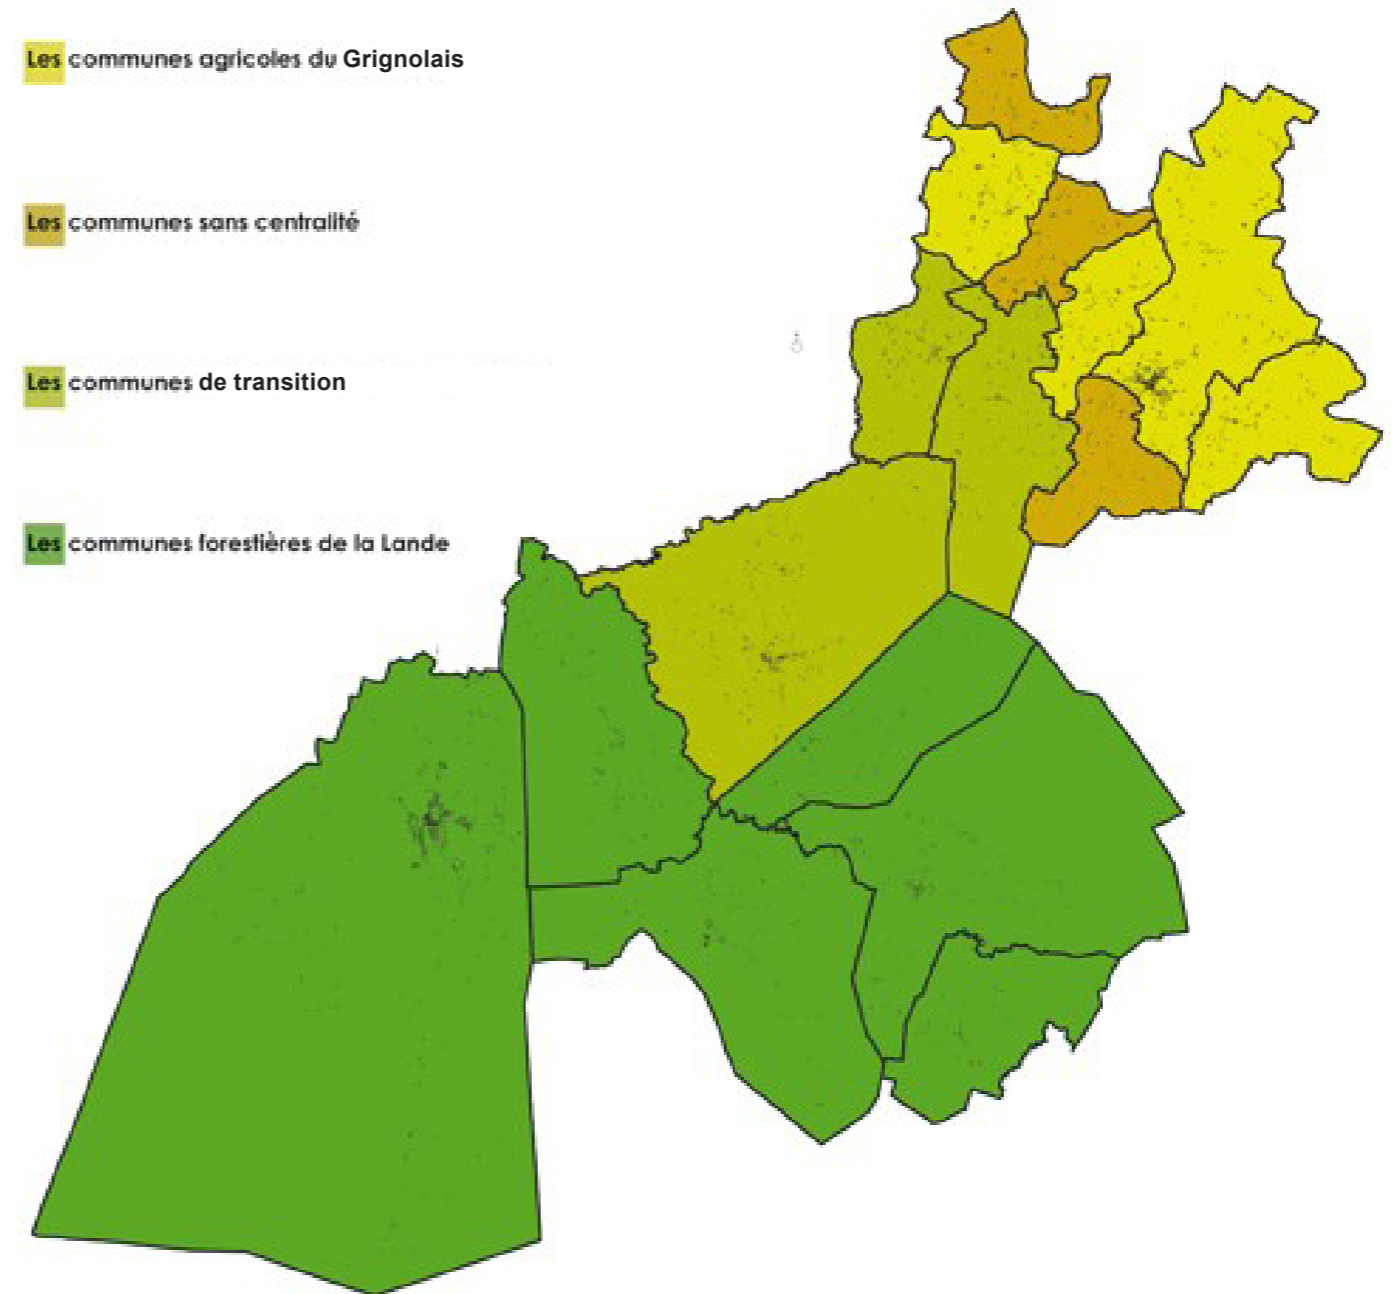 Les communes agricoles du Grignolais
Les communes sans centralité
Les communes de transition
Les communes forestières de la Lande